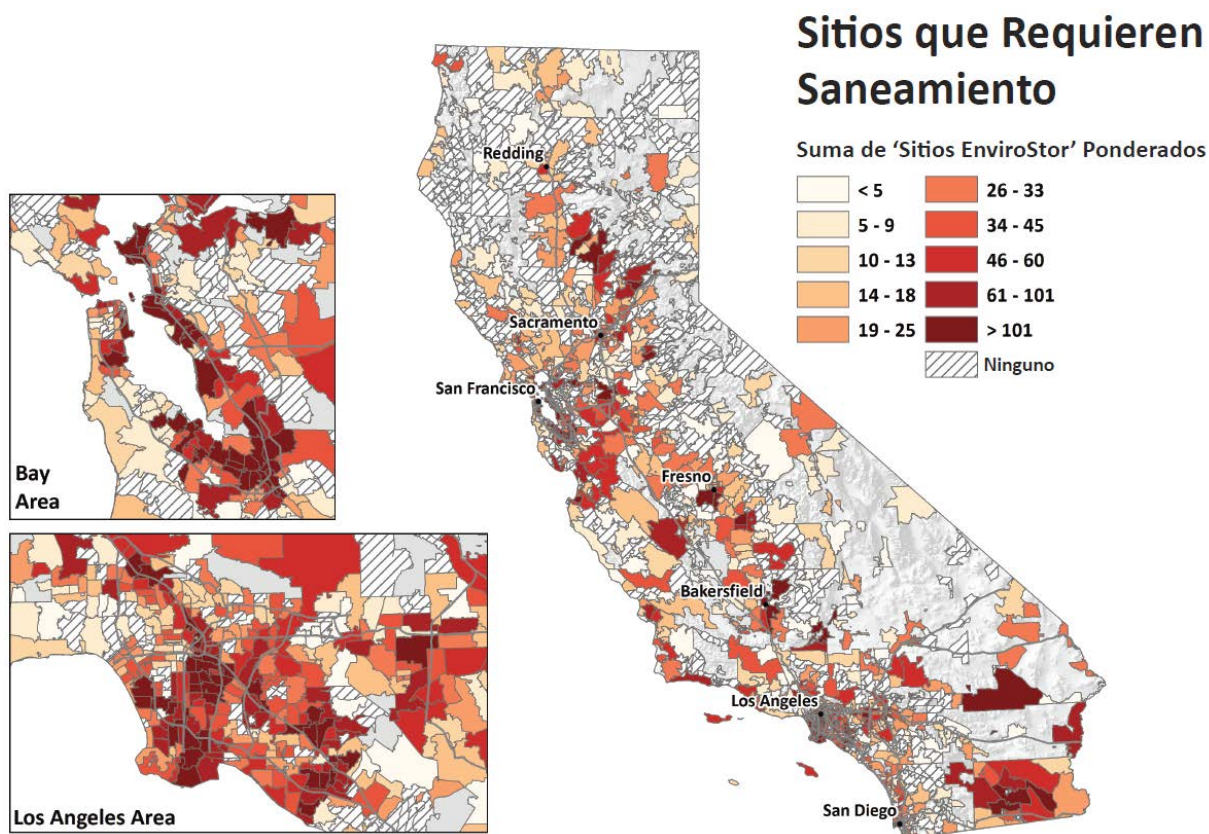 Sitios que Requieren
Saneamiento
Suma de ‘Sitios EnviroStor’ Ponderados
< 5
5 - 9
10 - 13
14 - 18
19 - 25
26 - 33
34 - 45
46 - 60
61 - 101
> 101
Ninguno
Redding
Sacramento
San Francisco
Fresno
Bakersfield
Los Angeles
San Diego
Bay
Area
Los Angeles Area